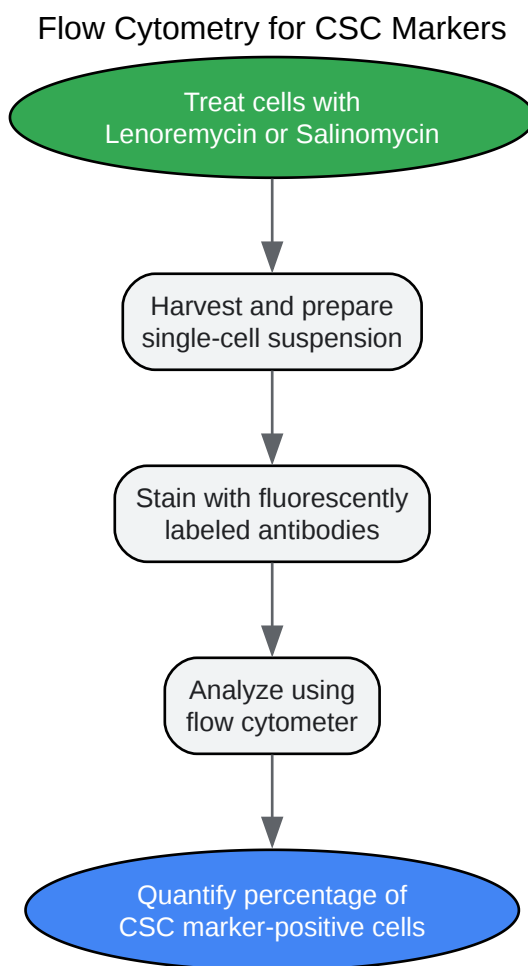 Flow Cytometry for CSC Markers
Treat cells with
Lenoremycin or Salinomycin
Harvest and prepare
single-cell suspension
Stain with fluorescently
labeled antibodies
Analyze using
flow cytometer
Quantify percentage of
CSC marker-positive cells